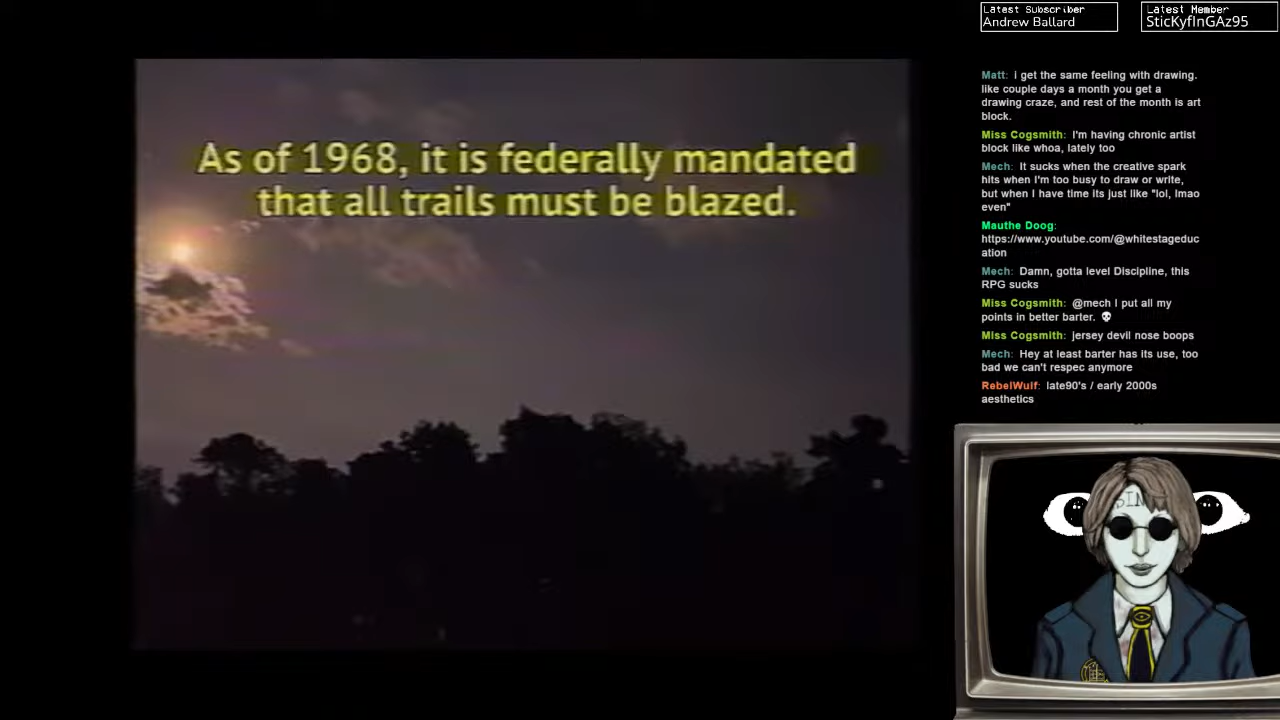 Latest Subscriber
Andrew Ballard
Latest Member
SticKyfInGAz95
As of 1968, it is federally mandated
that all trails must be blazed.
Matt: i get the same feeling with drawing.
like couple days a month you get a
drawing craze, and rest of the month is art
block.
Miss Cogsmith: I'm having chronic artist
block like whoa, lately too
Mech: It sucks when the creative spark
hits when I'm too busy to draw or write,
but when I have time its just like "lol, lmao
even"
Mauthe Doog:
https://www.youtube.com/@whitestageduc
ation
Mech: Damn, gotta level Discipline, this
RPG sucks
Miss Cogsmith: @mech I put all my
points in better barter. 💀
Miss Cogsmith: jersey devil nose boops
Mech: Hey at least barter has its use, too
bad we can't respec anymore
RebelWulf: late90's / early 2000s
aesthetics
SIN